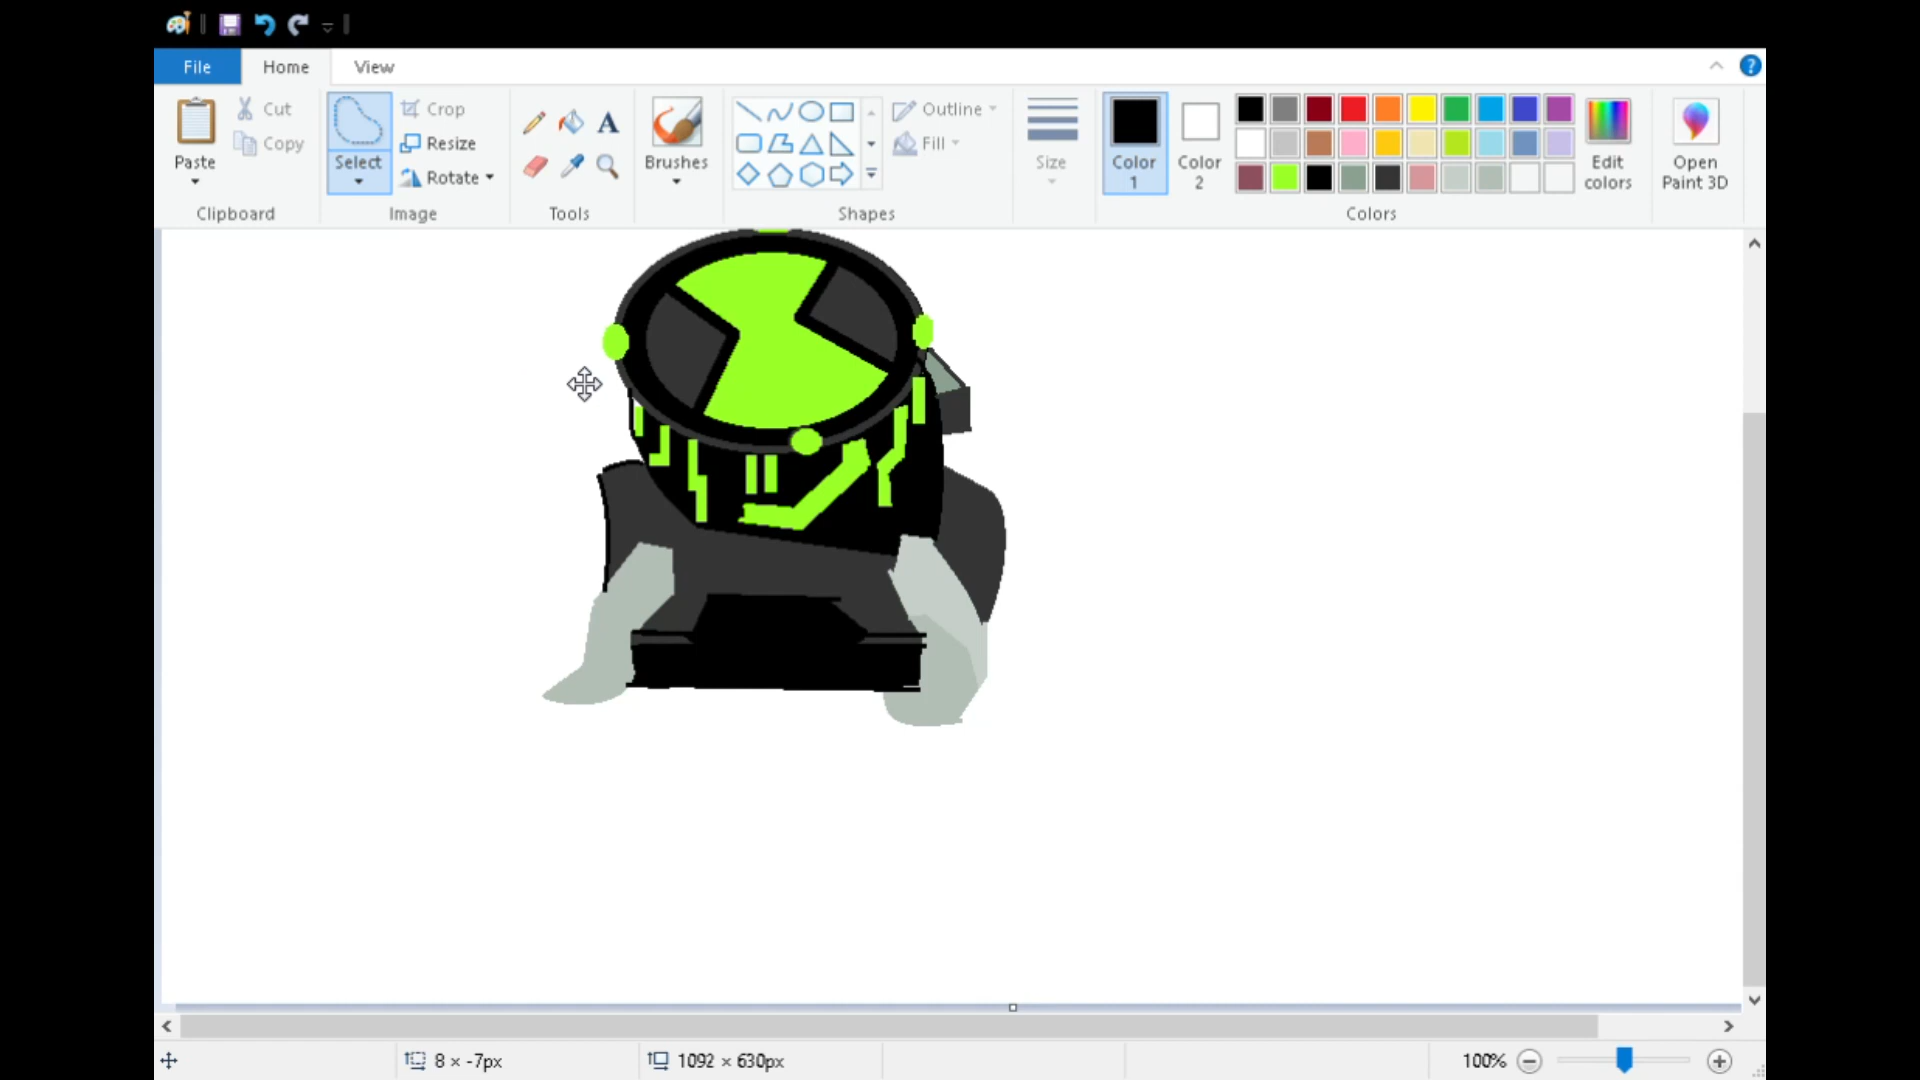 File Home View
?
Cut
Copy
Paste
Clipboard
Select
Crop
Resize
Rotate
Image
A
Tools
Brushes
Outline
Fill
Shapes
Size
Color 1
Color 2
Edit colors
Colors
Open Paint 3D
8 × -7px
1092 × 630px
100%